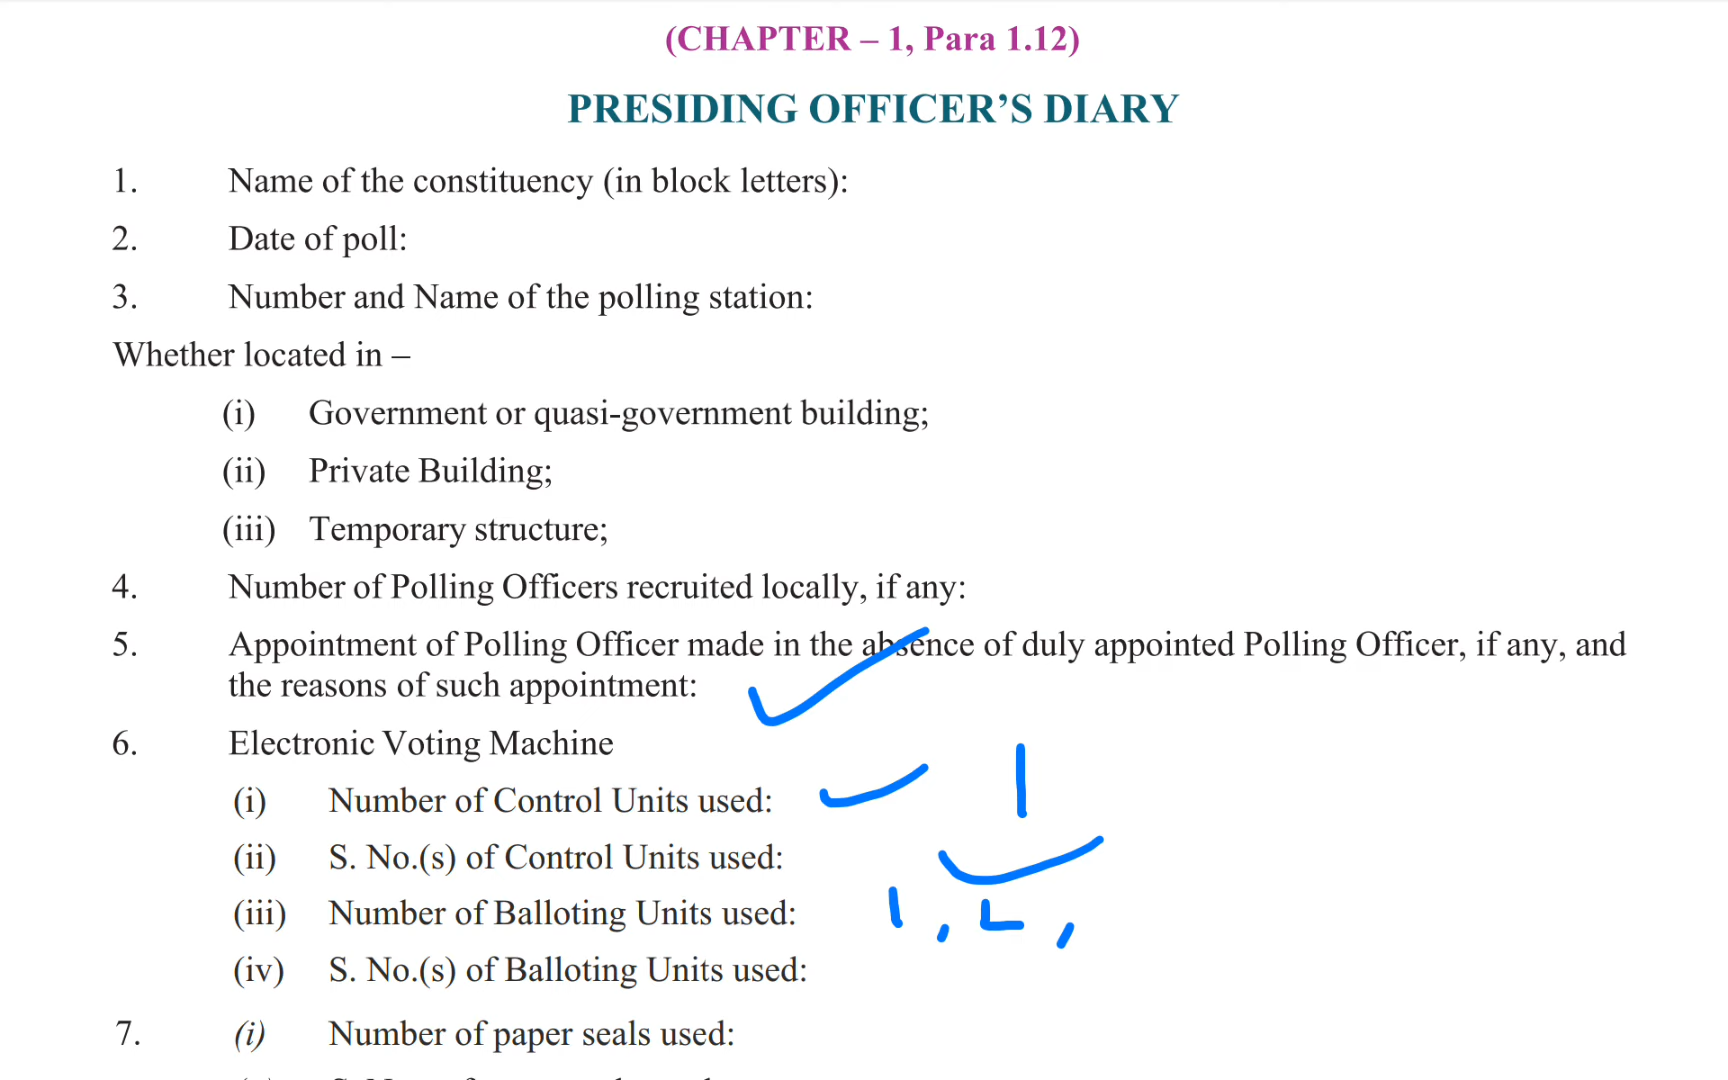 (CHAPTER – 1, Para 1.12)
PRESIDING OFFICER’S DIARY
1. Name of the constituency (in block letters):
2. Date of poll:
3. Number and Name of the polling station:
Whether located in –
(i) Government or quasi-government building;
(ii) Private Building;
(iii) Temporary structure;
4. Number of Polling Officers recruited locally, if any:
5. Appointment of Polling Officer made in the absence of duly appointed Polling Officer, if any, and
the reasons of such appointment:
6. Electronic Voting Machine
(i) Number of Control Units used: 1
(ii) S. No.(s) of Control Units used:
(iii) Number of Balloting Units used:
(iv) S. No.(s) of Balloting Units used:
7. (i) Number of paper seals used: